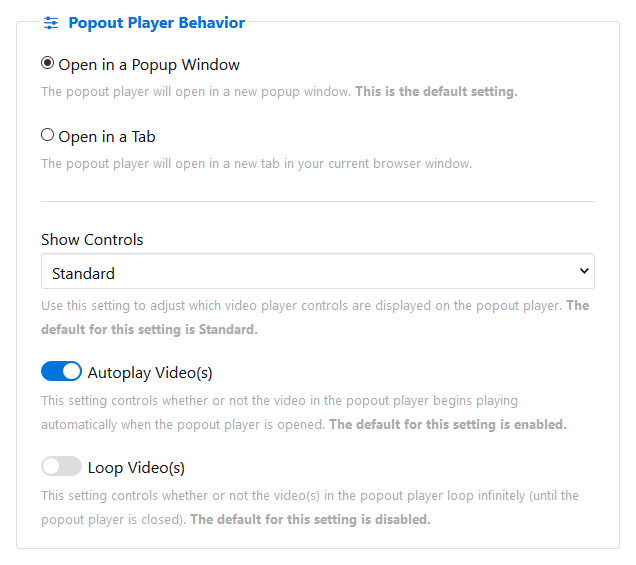 Popout Player Behavior
Open in a Popup Window
The popout player will open in a new popup window. This is the default setting.
Open in a Tab
The popout player will open in a new tab in your current browser window.
Show Controls
Standard
Use this setting to adjust which video player controls are displayed on the popout player. The
default for this setting is Standard.
Autoplay Video(s)
This setting controls whether or not the video in the popout player begins playing
automatically when the popout player is opened. The default for this setting is enabled.
Loop Video(s)
This setting controls whether or not the video(s) in the popout player loop infinitely (until the
popout player is closed). The default for this setting is disabled.